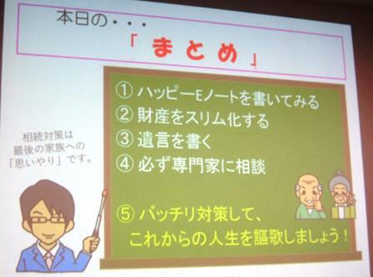 本日の・・・
「まとめ」
① ハッピーEノートを書いてみる
② 財産をスリム化する
③ 遺言を書く
④ 必ず専門家に相談
⑤ バッチリ対策して、
これからの人生を謳歌しましょう！
相続対策は
最後の家族への
「思いやり」です。